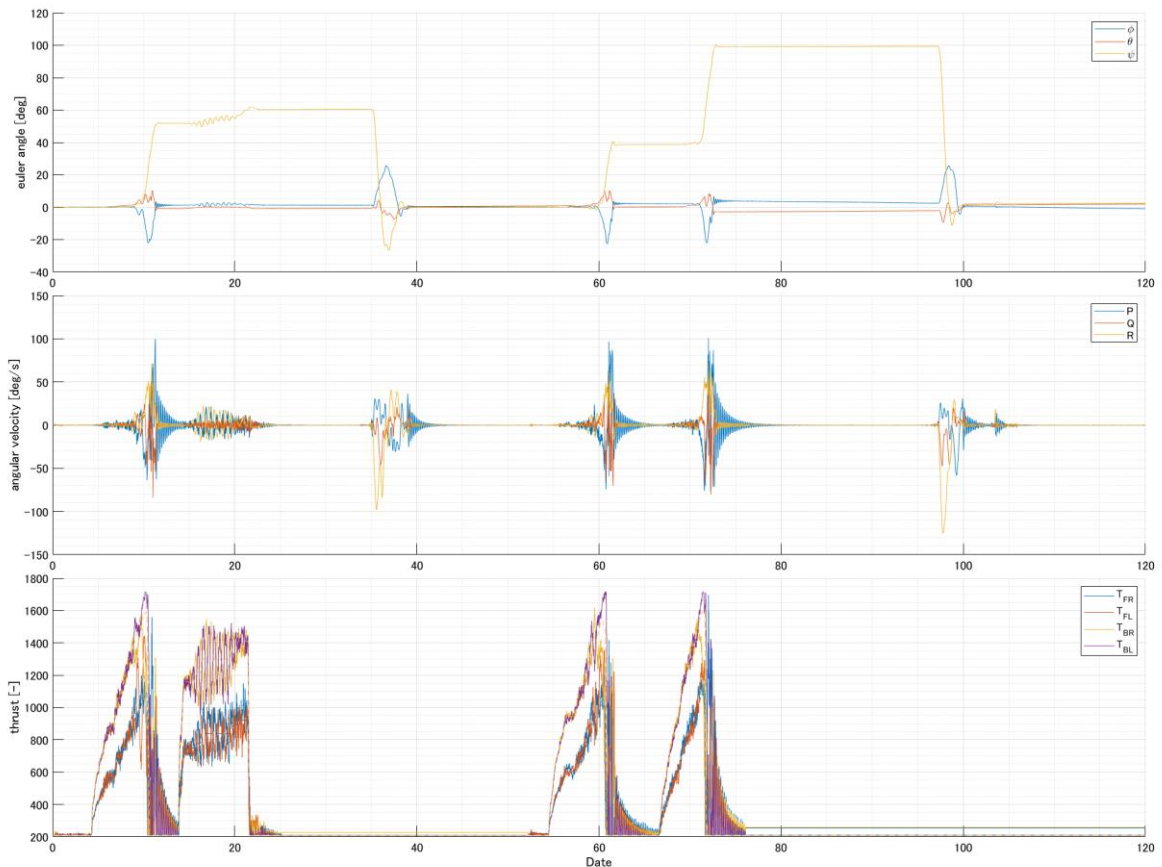 120
100
80
60
40
20
0
-20
-40
euler angle [deg]
ϕ
θ
ψ
0 20 40 60 80 100 120
150
100
50
0
-50
-100
-150
angular velocity [deg/s]
P
Q
R
0 20 40 60 80 100 120
1800
1600
1400
1200
1000
800
600
400
200
thrust [-]
T_FR
T_FL
T_BR
T_BL
0 20 40 60 80 100 120
Date